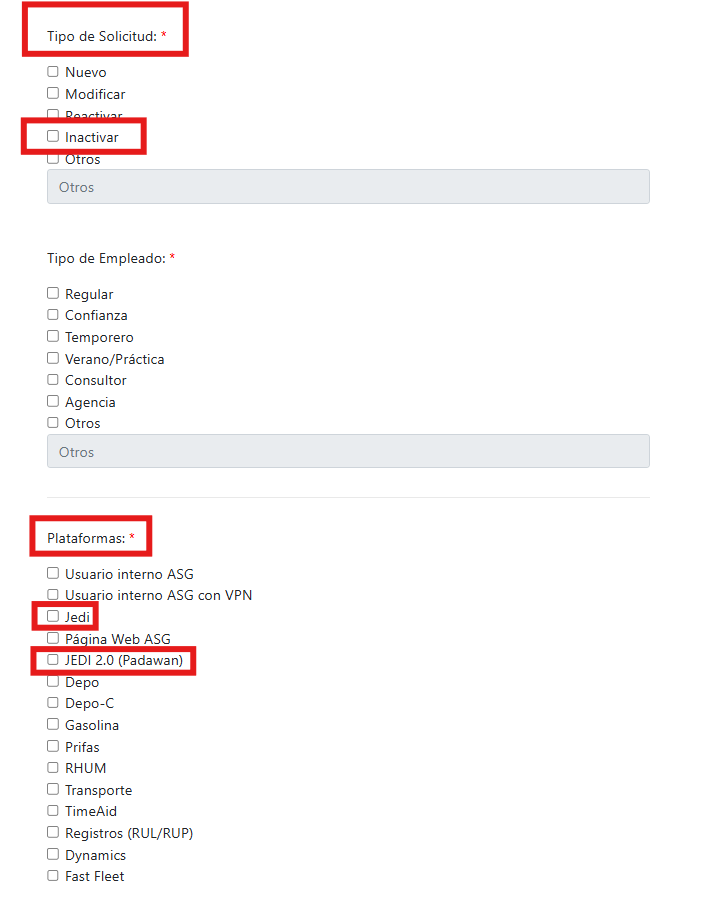 Tipo de Solicitud: *
Nuevo
Modificar
Reactivar
Inactivar
Otros
Otros
Tipo de Empleado: *
Regular
Confianza
Temporero
Verano/Práctica
Consultor
Agencia
Otros
Otros
Plataformas: *
Usuario interno ASG
Usuario interno ASG con VPN
Jedi
Página Web ASG
JEDI 2.0 (Padawan)
Depo
Depo-C
Gasolina
Prifas
RHUM
Transporte
TimeAid
Registros (RUL/RUP)
Dynamics
Fast Fleet